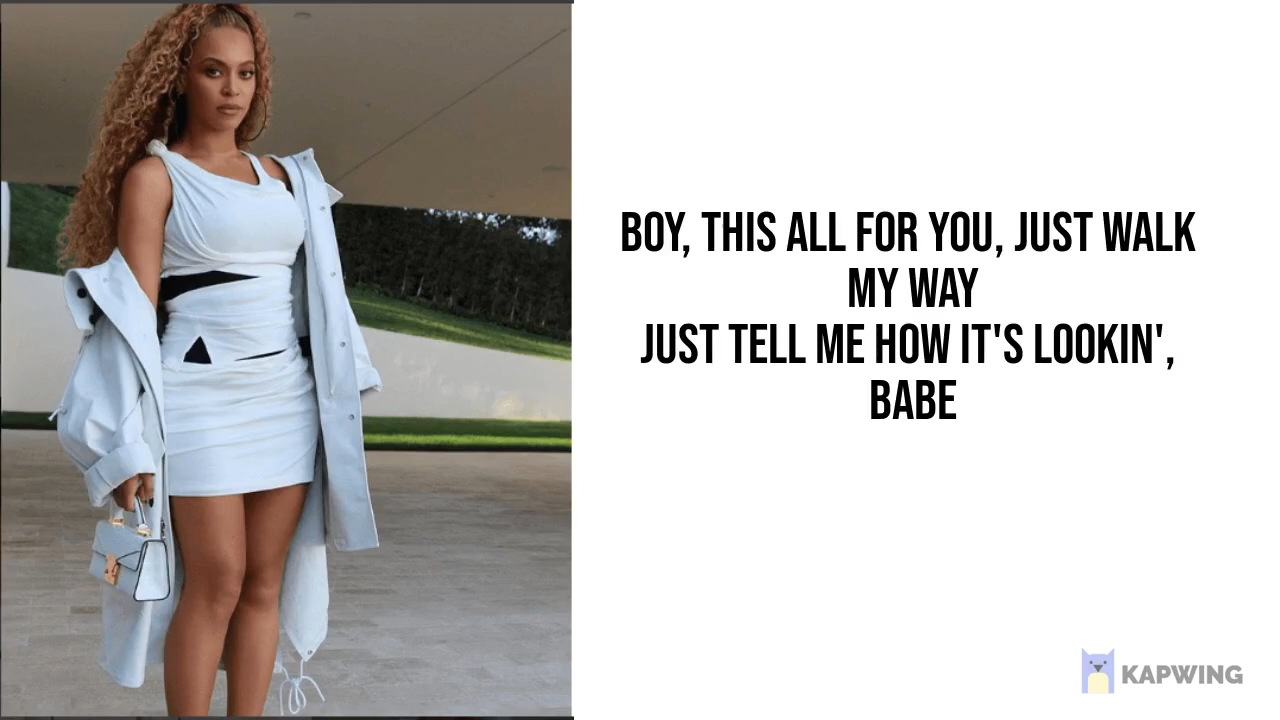 BOY, THIS ALL FOR YOU, JUST WALK
MY WAY
JUST TELL ME HOW IT'S LOOKIN',
BABE
KAPWING